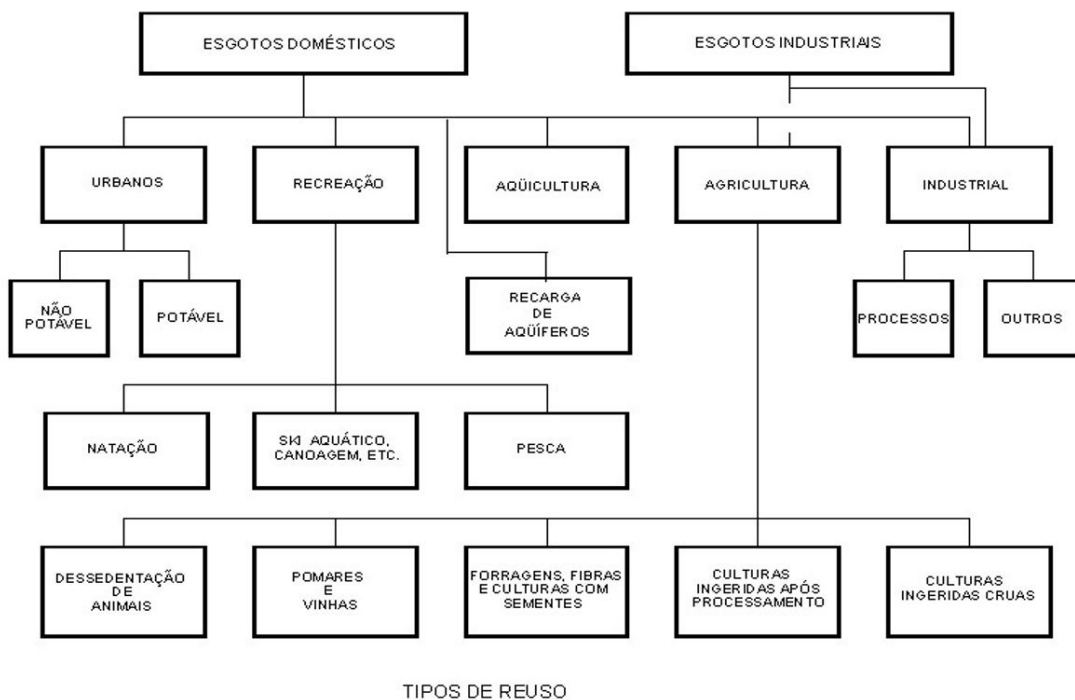 ESGOTOS DOMÉSTICOS
ESGOTOS INDUSTRIAIS
URBANOS
RECREAÇÃO
AQÜICULTURA
AGRICULTURA
INDUSTRIAL
NÃO
POTÁVEL
POTÁVEL
RECARGA
DE
AQÜÍFEROS
PROCESSOS
OUTROS
NATAÇÃO
SKI AQUÁTICO,
CANOAGEM, ETC.
PESCA
DESSEDENTAÇÃO
DE
ANIMAIS
POMARES
E
VINHAS
FORRAGENS, FIBRAS
E CULTURAS COM
SEMENTES
CULTURAS
INGERIDAS APÓS
PROCESSAMENTO
CULTURAS
INGERIDAS CRUAS
TIPOS DE REUSO